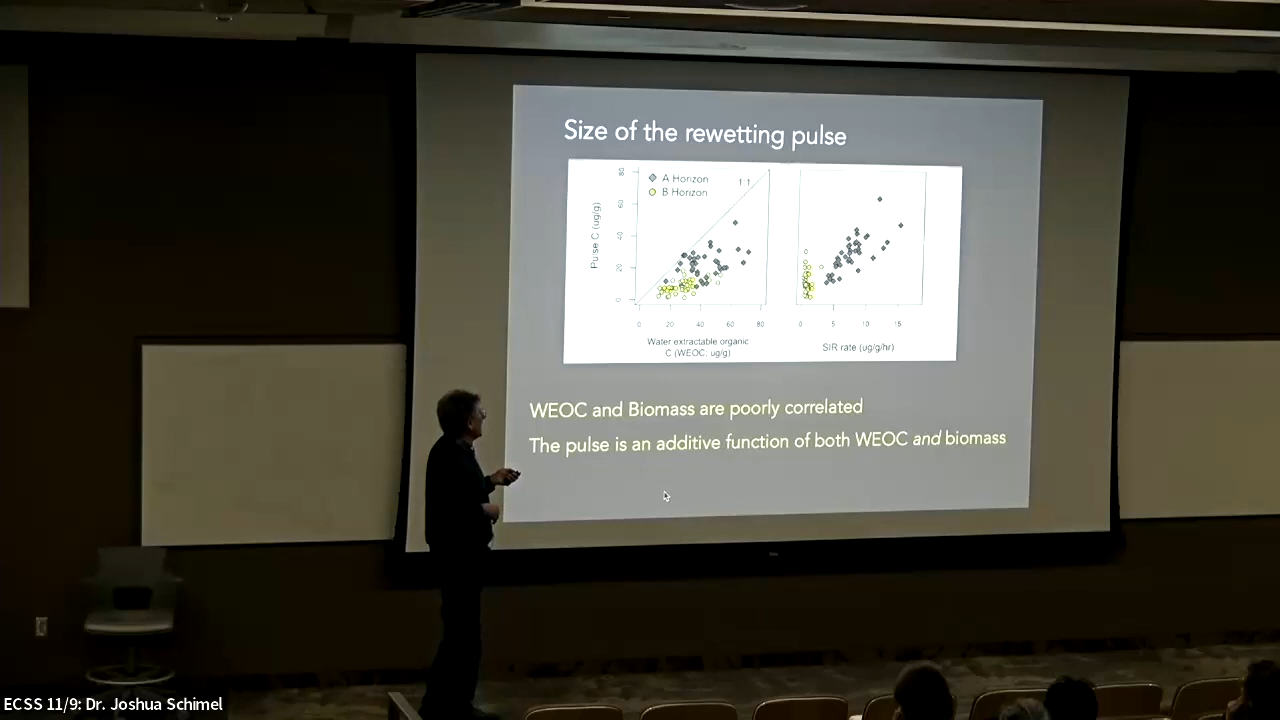 Size of the rewetting pulse
A Horizon
B Horizon
1:1
Pulse C (ug/g)
80
60
40
20
0
0 20 40 60 80
Water extractable organic
C (WEOC: ug/g)
0 5 10 15
SIR rate (ug/g/hr)
WEOC and Biomass are poorly correlated
The pulse is an additive function of both WEOC and biomass
ECSS 11/9: Dr. Joshua Schimel